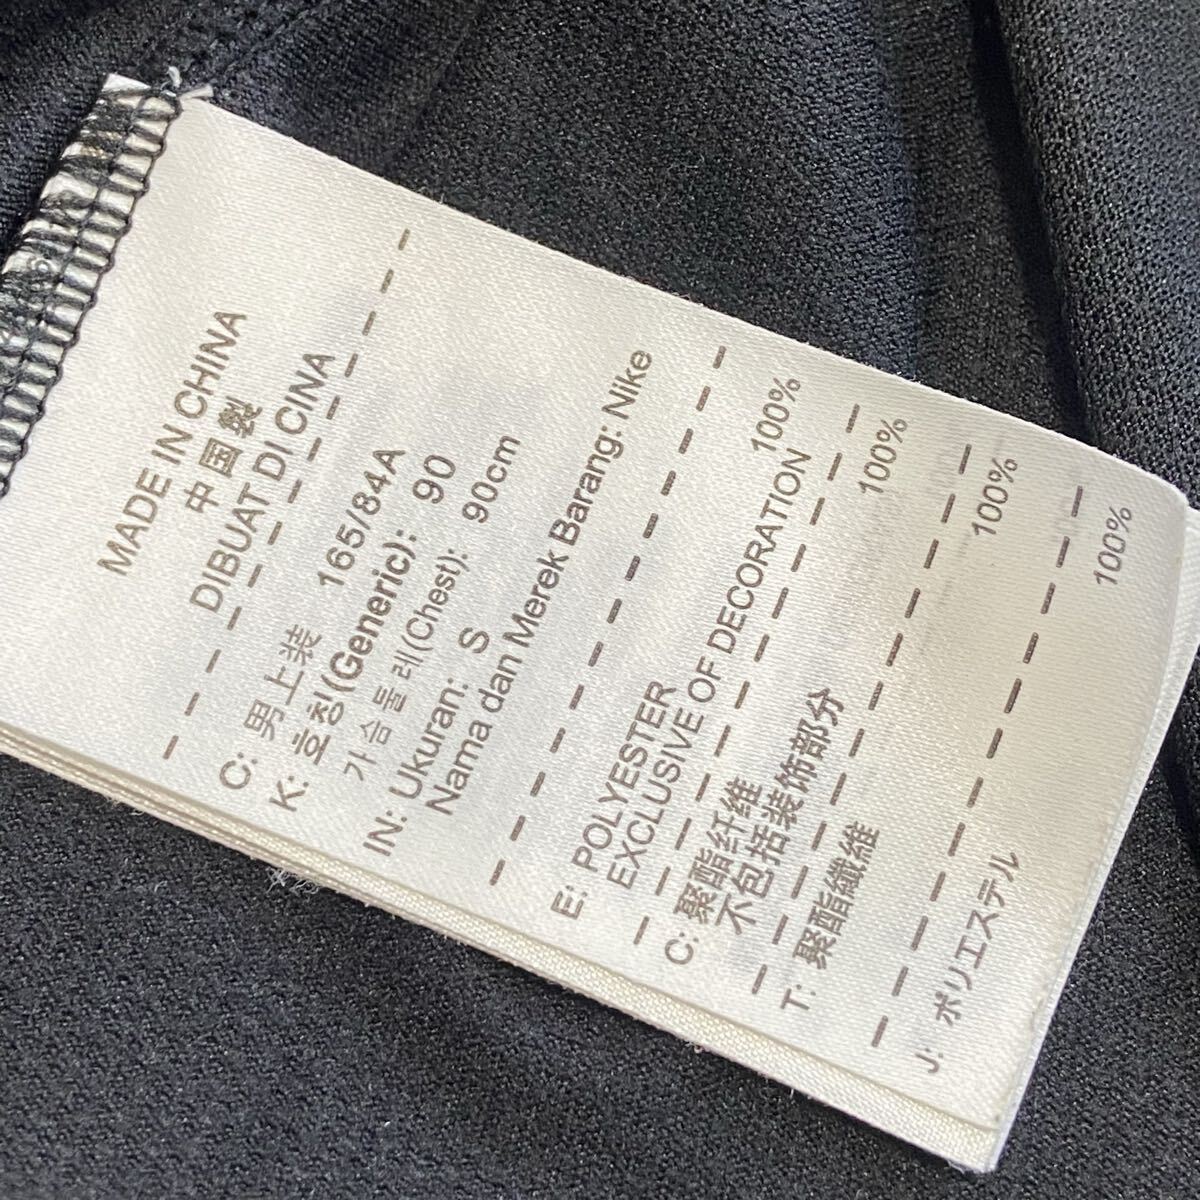 MADE IN CHINA
中国製
DIBUAT DI CINA
C: 男上装 165/84A
K: 호칭(Generic): 90
가슴둘레(Chest): 90cm
IN: Ukuran: S
Nama dan Merek Barang: Nike
E: POLYESTER 100%
EXCLUSIVE OF DECORATION
C: 聚酯纤维 100%
不包括装饰部分
T: 聚酯纖維 100%
J: ポリエステル 100%